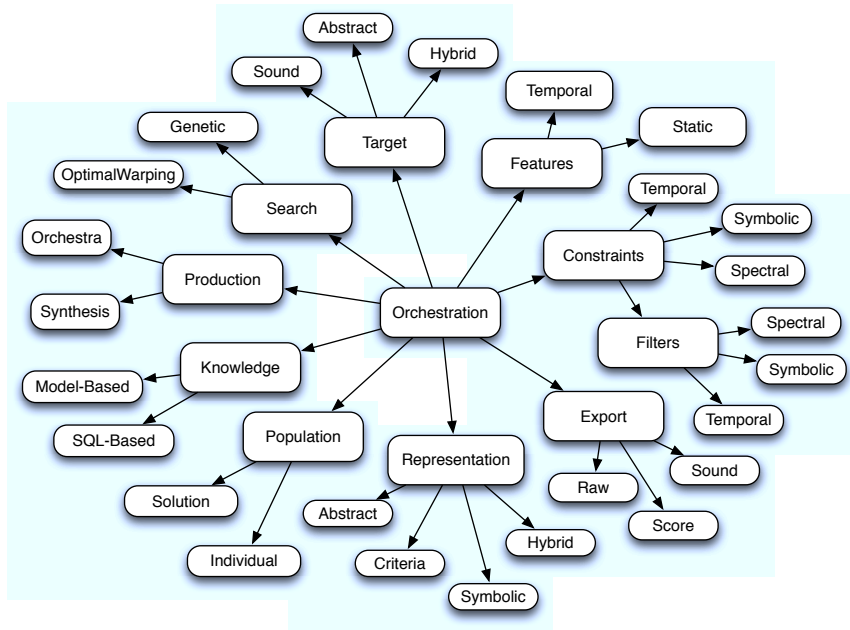 Abstract
Hybrid
Sound
Target
Temporal
Static
Features
Genetic
OptimalWarping
Search
Temporal
Symbolic
Constraints
Spectral
Orchestra
Production
Synthesis
Orchestration
Spectral
Filters
Symbolic
Temporal
Knowledge
Model-Based
SQL-Based
Population
Export
Representation
Sound
Raw
Score
Solution
Individual
Abstract
Criteria
Hybrid
Symbolic